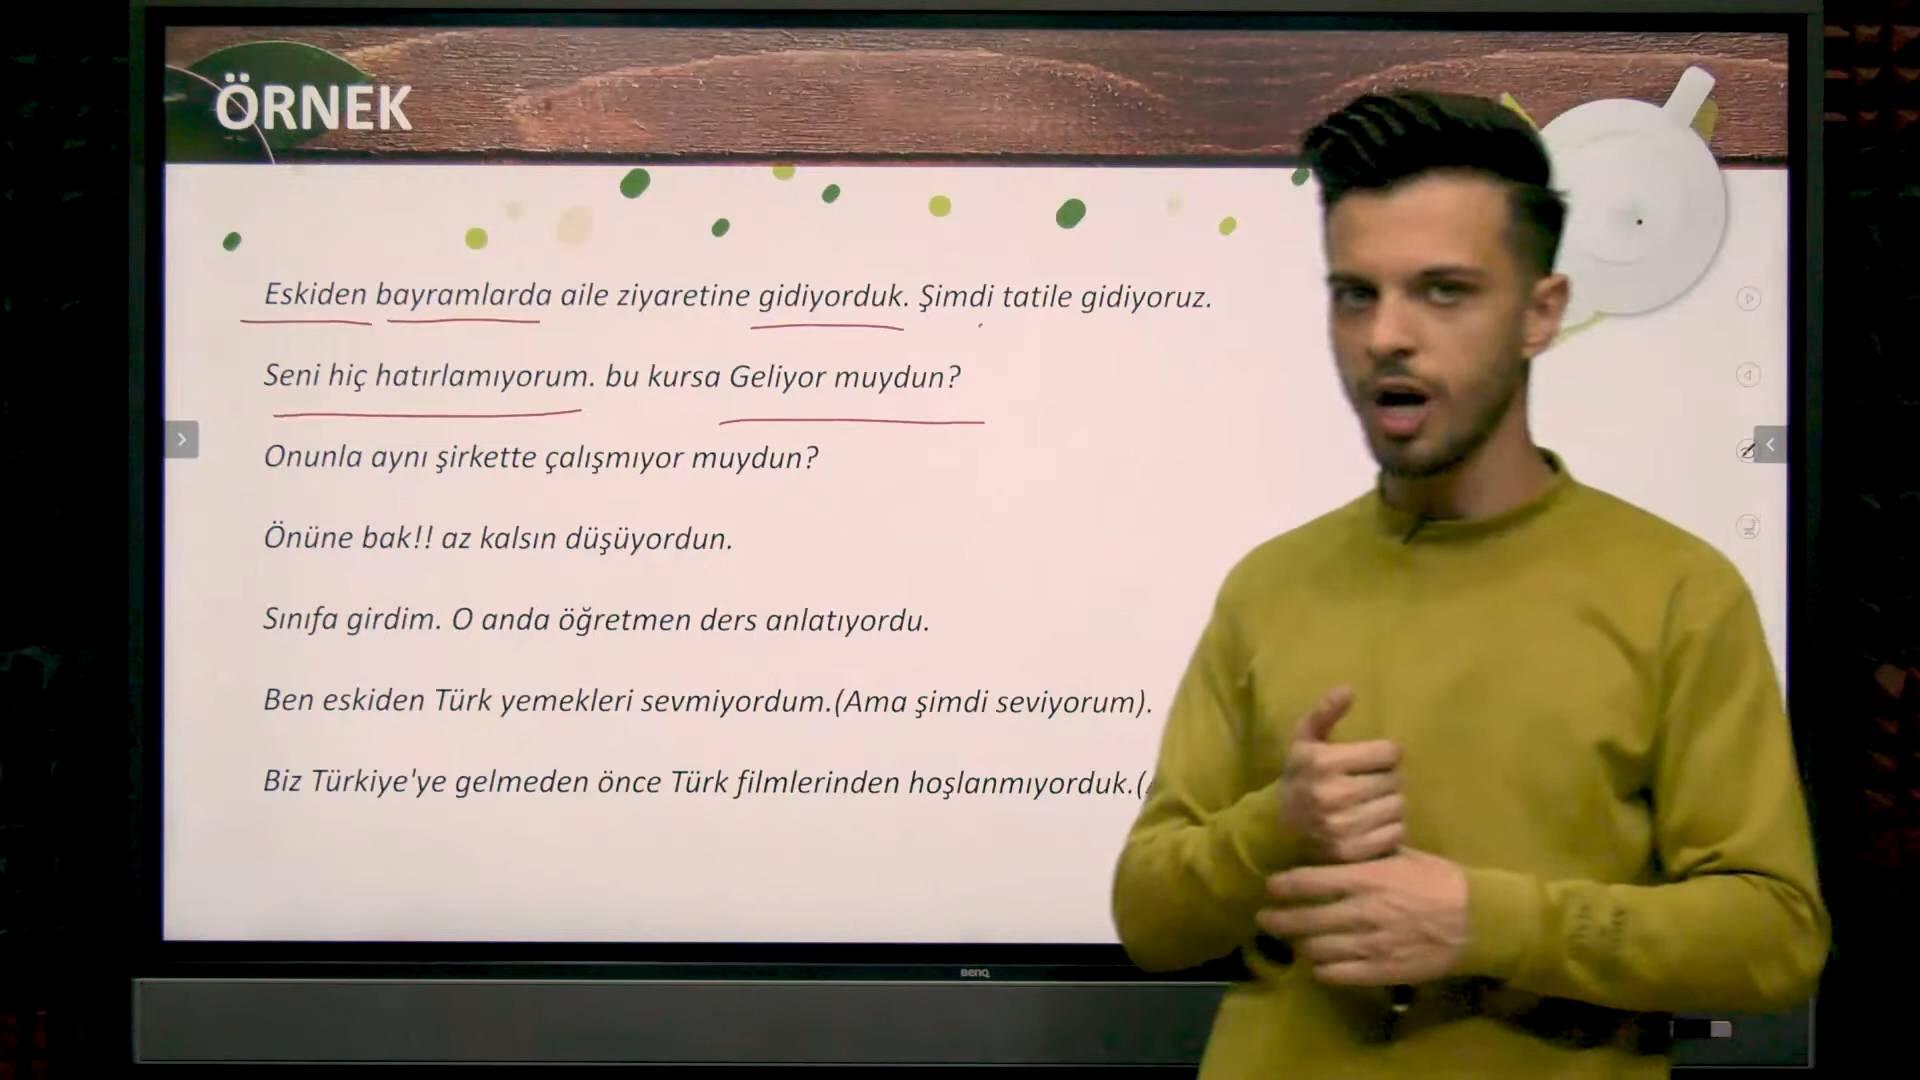 ÖRNEK
Eskiden bayramlarda aile ziyaretine gidiyorduk. Şimdi tatile gidiyoruz.
Seni hiç hatırlamıyorum. bu kursa Geliyor muydun?
Onunla aynı şirkette çalışmıyor muydun?
Önüne bak!! az kalsın düşüyordun.
Sınıfa girdim. O anda öğretmen ders anlatıyordu.
Ben eskiden Türk yemekleri sevmiyordum.(Ama şimdi seviyorum).
Biz Türkiye'ye gelmeden önce Türk filmlerinden hoşlanmıyorduk.(
BenQ